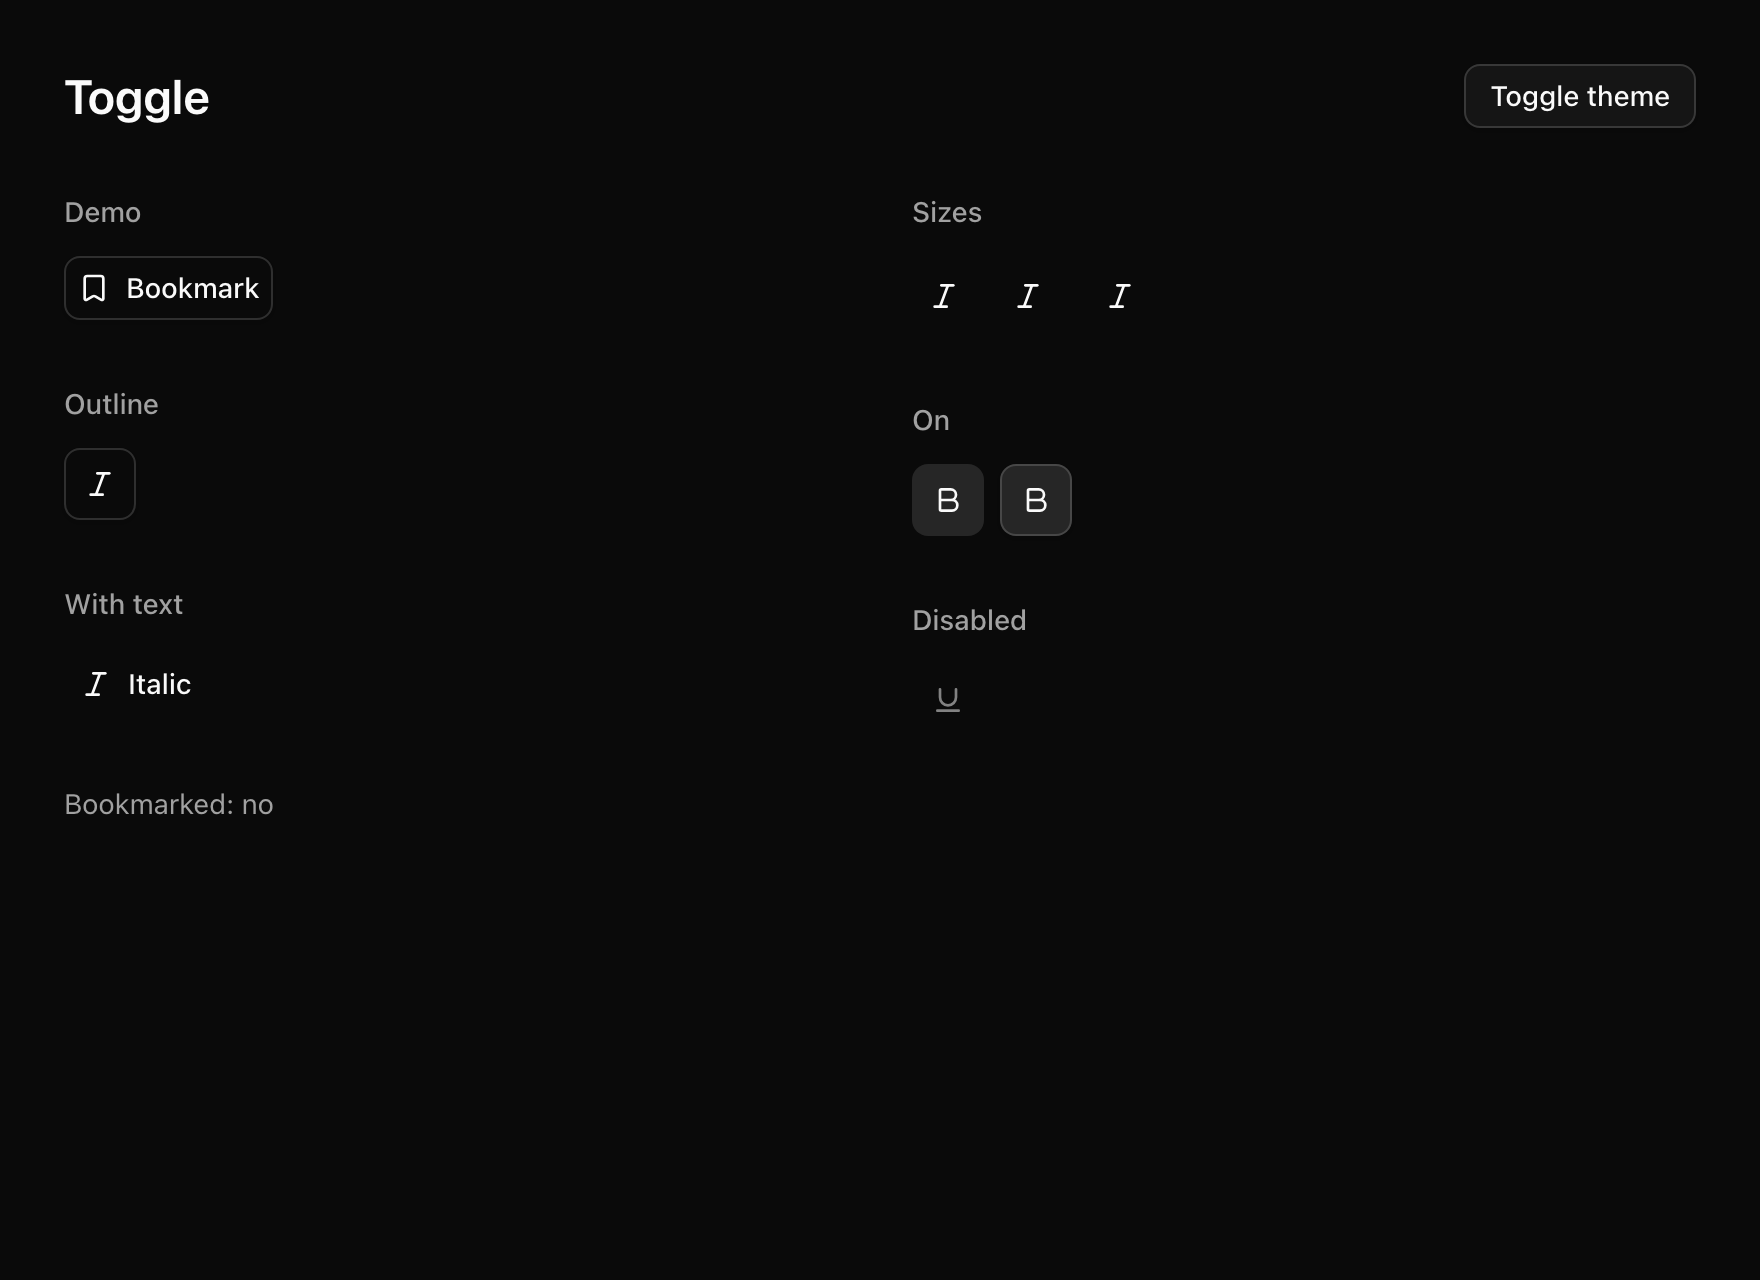 Toggle
Toggle theme
Demo
Bookmark
Outline
I
With text
I Italic
Bookmarked: no
Sizes
I I I
On
B B
Disabled
U